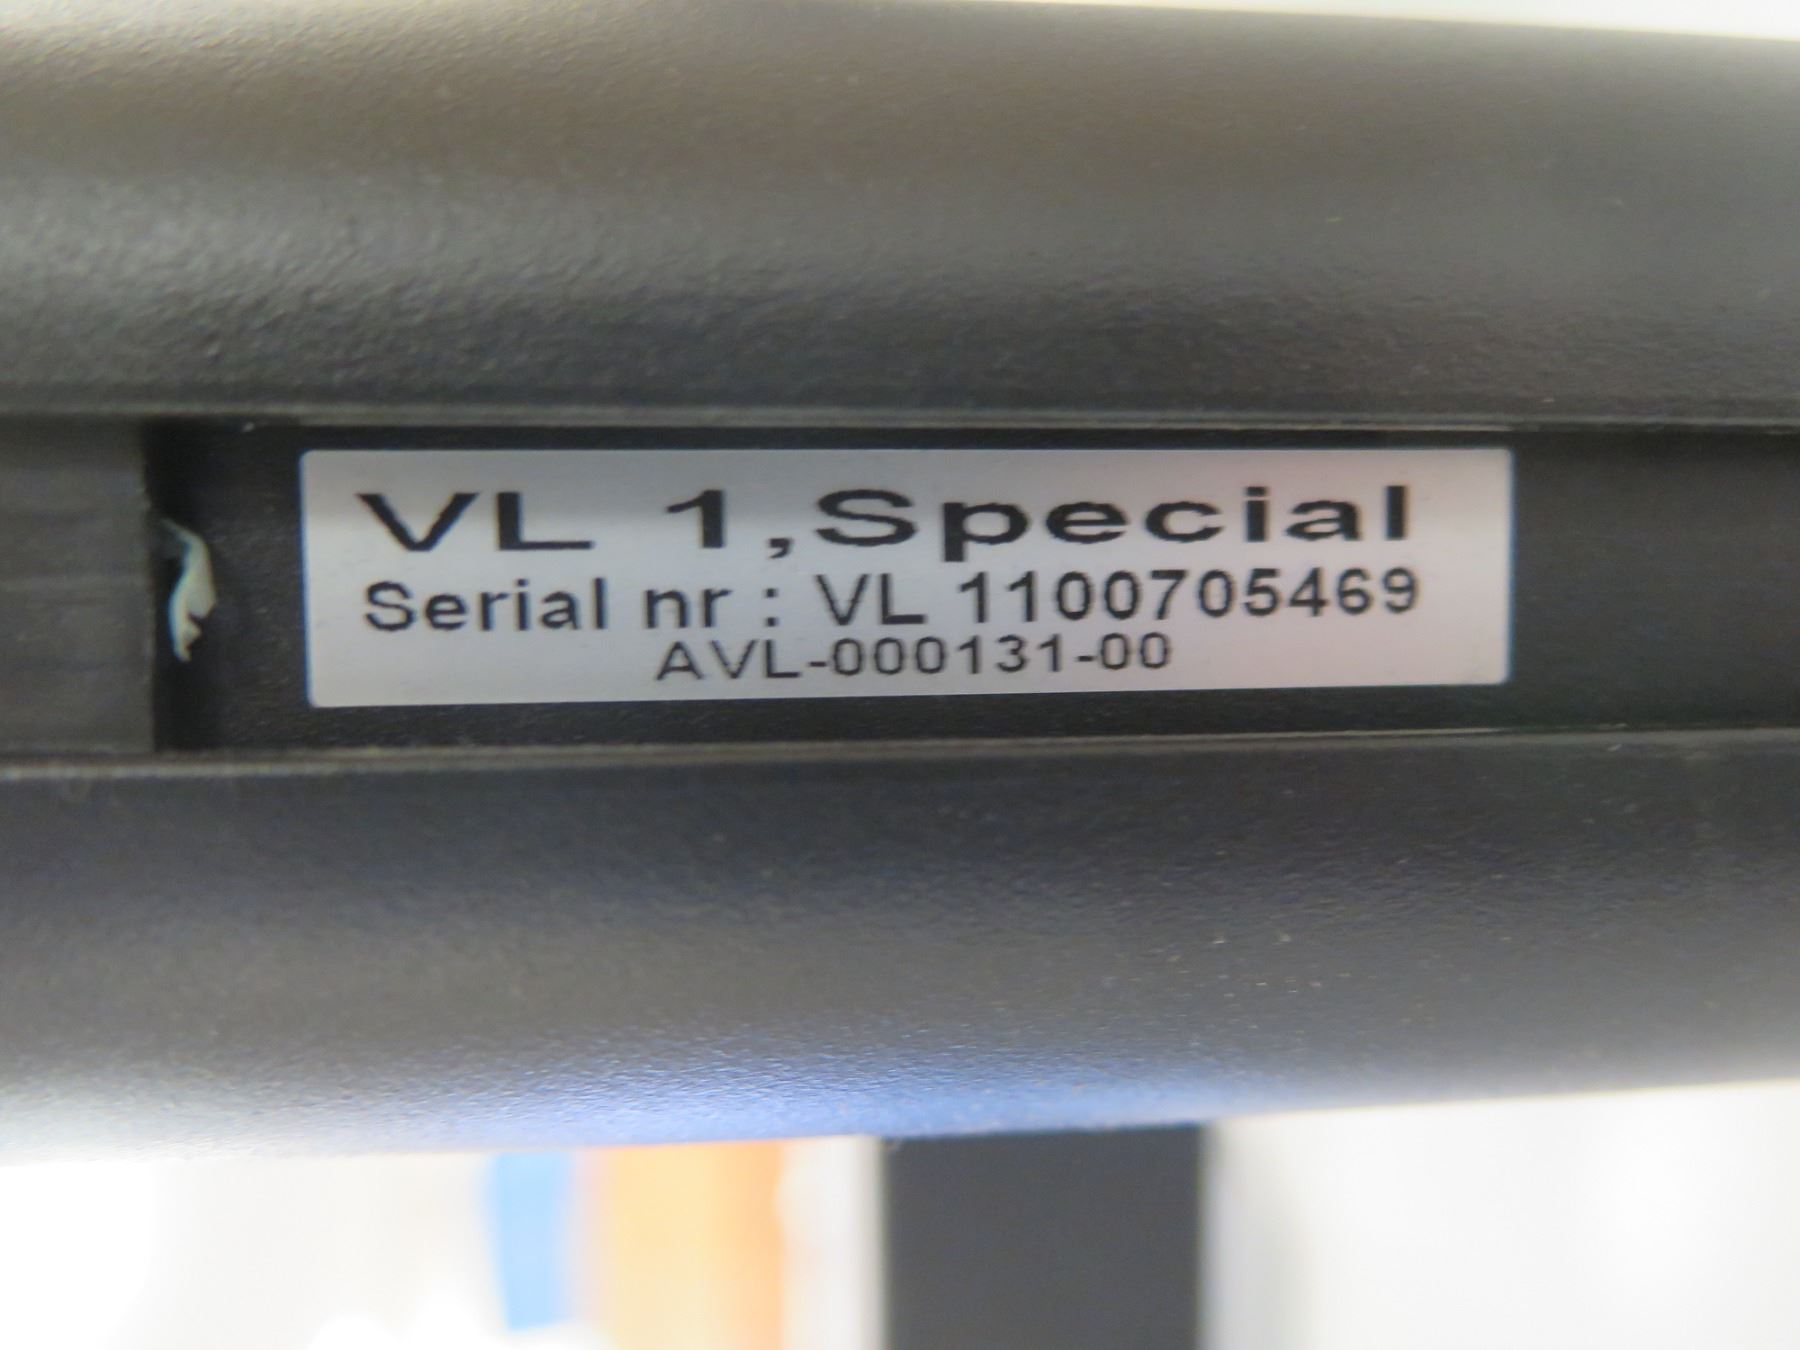 VL 1,Special
Serial nr : VL 1100705469
AVL-000131-00